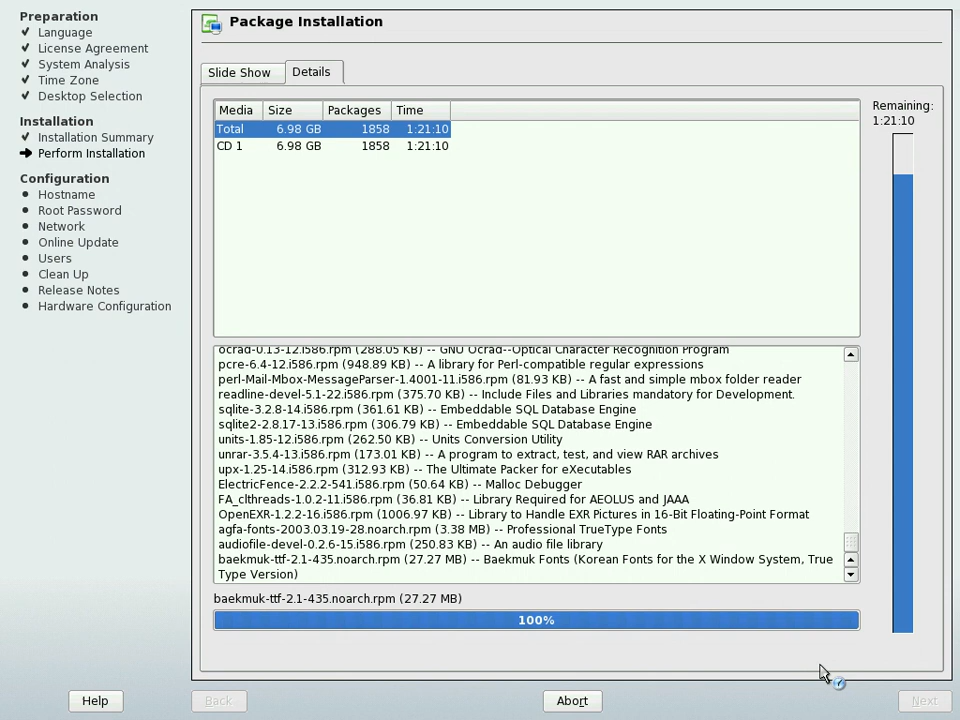 Preparation
Language
License Agreement
System Analysis
Time Zone
Desktop Selection
Installation
Installation Summary
Perform Installation
Configuration
Hostname
Root Password
Network
Online Update
Users
Clean Up
Release Notes
Hardware Configuration
Package Installation
Slide Show Details
Media Size Packages Time
Total 6.98 GB 1858 1:21:10
CD 1 6.98 GB 1858 1:21:10
Remaining:
1:21:10
ocrad-0.13-12.i586.rpm (288.05 KB) -- GNU Ocrad--Optical Character Recognition Program
pcre-6.4-12.i586.rpm (948.89 KB) -- A library for Perl-compatible regular expressions
perl-Mail-Mbox-MessageParser-1.4001-11.i586.rpm (81.93 KB) -- A fast and simple mbox folder reader
readline-devel-5.1-22.i586.rpm (375.70 KB) -- Include Files and Libraries mandatory for Development.
sqlite-3.2.8-14.i586.rpm (361.61 KB) -- Embeddable SQL Database Engine
sqlite2-2.8.17-13.i586.rpm (306.79 KB) -- Embeddable SQL Database Engine
units-1.85-12.i586.rpm (262.50 KB) -- Units Conversion Utility
unrar-3.5.4-13.i586.rpm (173.01 KB) -- A program to extract, test, and view RAR archives
upx-1.25-14.i586.rpm (312.93 KB) -- The Ultimate Packer for eXecutables
ElectricFence-2.2.2-541.i586.rpm (50.64 KB) -- Malloc Debugger
FA_clthreads-1.0.2-11.i586.rpm (36.81 KB) -- Library Required for AEOLUS and JAAA
OpenEXR-1.2.2-16.i586.rpm (1006.97 KB) -- Library to Handle EXR Pictures in 16-Bit Floating-Point Format
agfa-fonts-2003.03.19-28.noarch.rpm (3.38 MB) -- Professional TrueType Fonts
audiofile-devel-0.2.6-15.i586.rpm (250.83 KB) -- An audio file library
baekmuk-ttf-2.1-435.noarch.rpm (27.27 MB) -- Baekmuk Fonts (Korean Fonts for the X Window System, True
Type Version)
baekmuk-ttf-2.1-435.noarch.rpm (27.27 MB)
100%
Help Back Abort Next